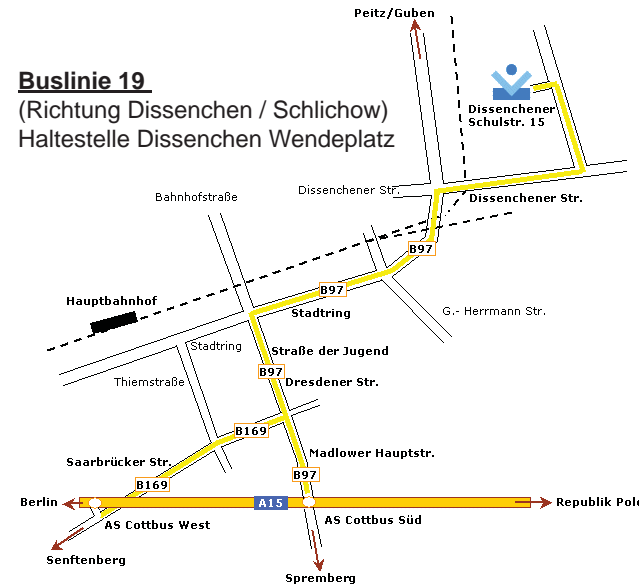 Peitz/Guben
Buslinie 19
(Richtung Dissenchen / Schlichow)
Haltestelle Dissenchen Wendeplatz
Dissenchener
Schulstr. 15
Dissenchener Str.
Dissenchener Str.
Bahnhofstraße
B97
Hauptbahnhof
B97
Stadtring
G.- Herrmann Str.
Stadtring
Straße der Jugend
B97
Dresdener Str.
Thiemstraße
B169
Madlower Hauptstr.
Saarbrücker Str.
B97
B169
Berlin
A15
Republik Pole
AS Cottbus West
AS Cottbus Süd
Senftenberg
Spremberg